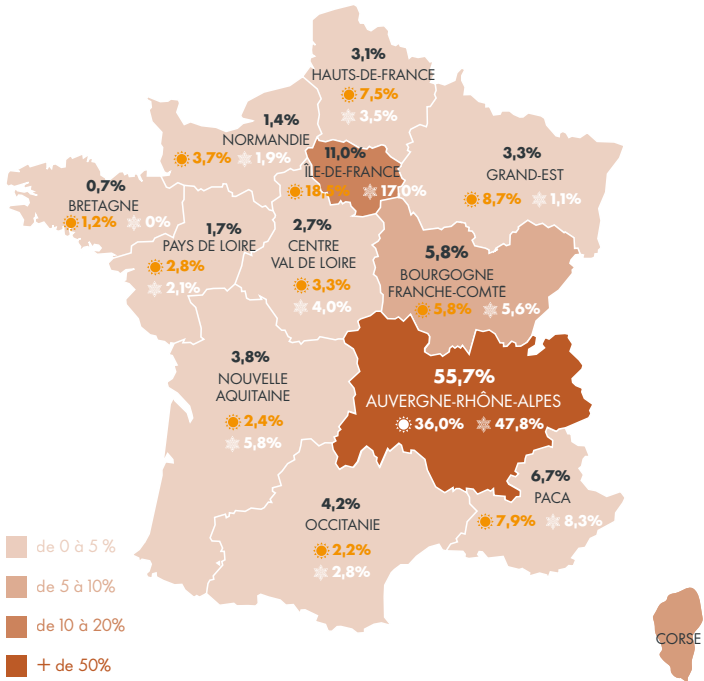 3,1%
HAUTS-DE-FRANCE
7,5%
3,5%
1,4%
NORMANDIE
3,7% 1,9%
11,0%
ÎLE-DE-FRANCE
18,5% 17,0%
3,3%
GRAND-EST
8,7% 1,1%
0,7%
BRETAGNE
1,2% 0%
1,7%
PAYS DE LOIRE
2,8%
2,1%
2,7%
CENTRE
VAL DE LOIRE
3,3%
4,0%
5,8%
BOURGOGNE
FRANCHE-COMTE
5,8% 5,6%
3,8%
NOUVELLE
AQUITAINE
2,4%
5,8%
55,7%
AUVERGNE-RHÔNE-ALPES
36,0% 47,8%
6,7%
PACA
7,9% 8,3%
4,2%
OCCITANIE
2,2%
2,8%
de 0 à 5 %
de 5 à 10%
de 10 à 20%
+ de 50%
CORSE